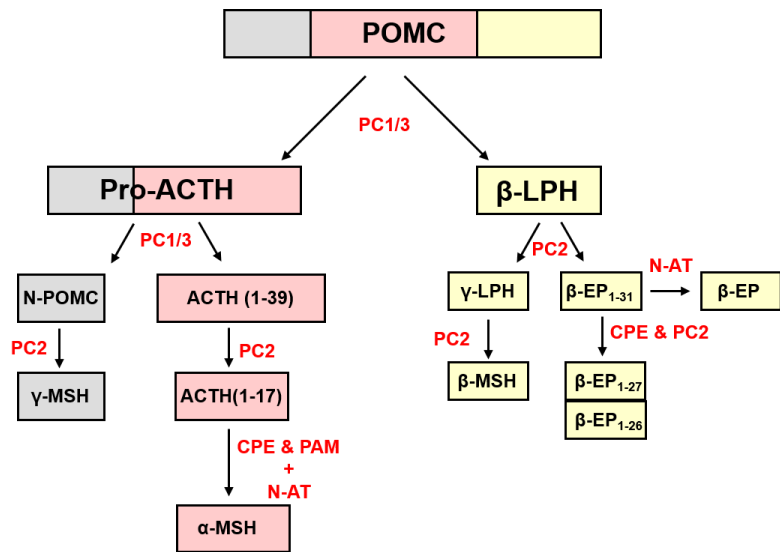 POMC
PC1/3
Pro-ACTH
β-LPH
PC1/3
PC2
N-AT
N-POMC
ACTH (1-39)
γ-LPH
β-EP1-31
β-EP
PC2
PC2
PC2
CPE & PC2
γ-MSH
ACTH(1-17)
β-MSH
β-EP1-27
β-EP1-26
CPE & PAM
+
N-AT
α-MSH